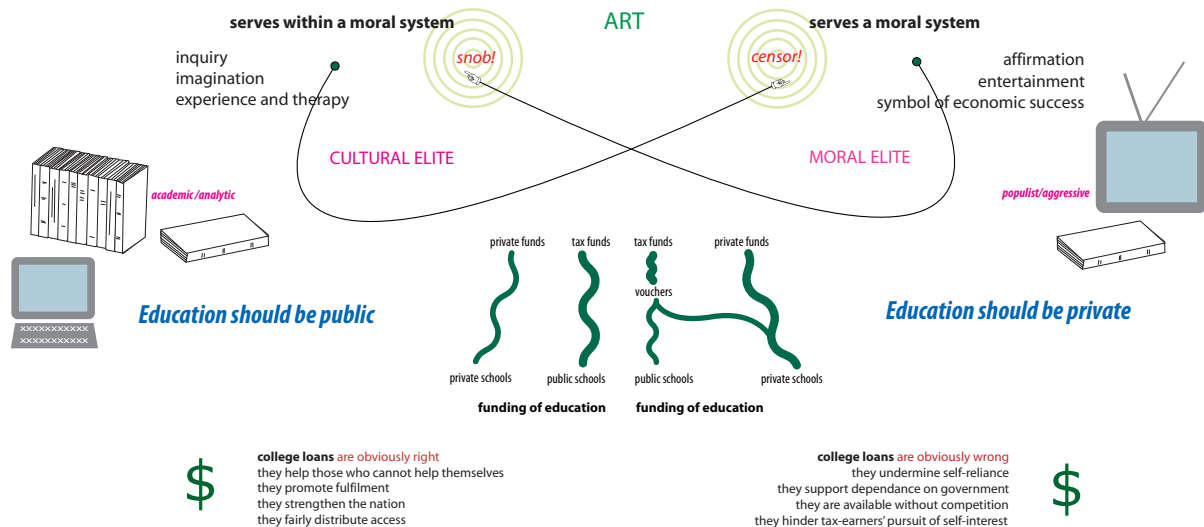 ART
serves within a moral system
inquiry
imagination
experience and therapy
snob!
censor!
serves a moral system
affirmation
entertainment
symbol of economic success
CULTURAL ELITE
MORAL ELITE
academic/analytic
populist/aggressive
Education should be public
Education should be private
private funds
tax funds
tax funds
private funds
vouchers
private schools
public schools
public schools
private schools
funding of education
funding of education
$
college loans are obviously right
they help those who cannot help themselves
they promote fulfilment
they strengthen the nation
they fairly distribute access
college loans are obviously wrong
they undermine self-reliance
they support dependance on government
they are available without competition
they hinder tax-earners' pursuit of self-interest
$